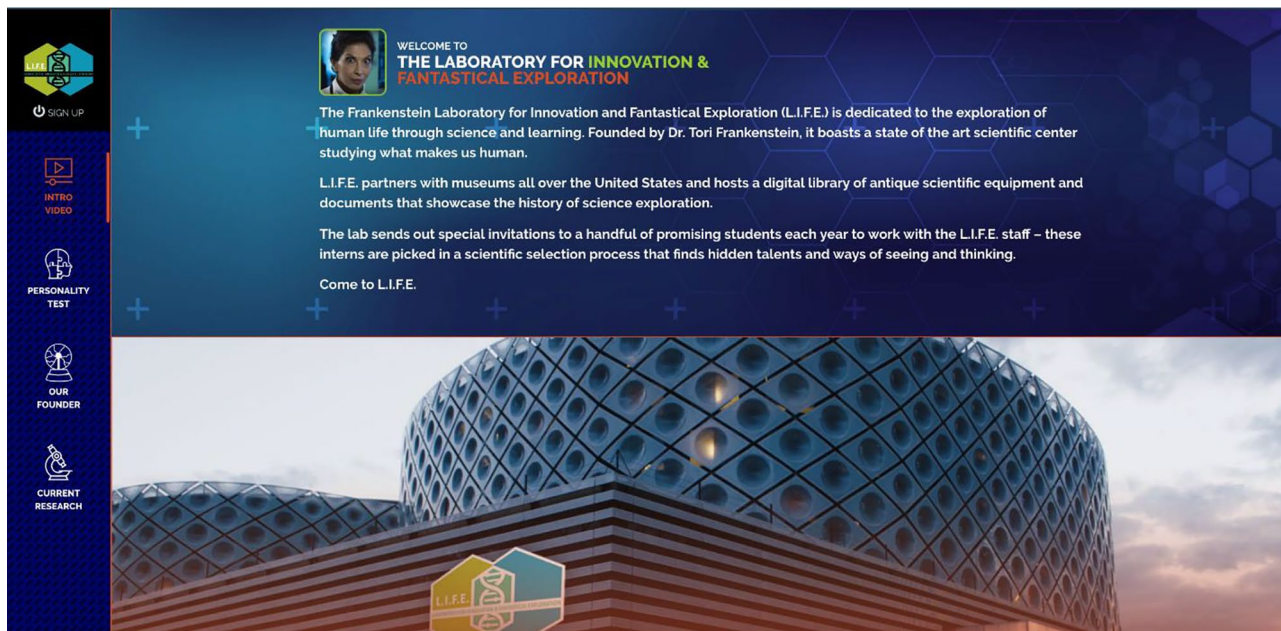 L.I.F.E.
SIGN UP
INTRO
VIDEO
PERSONALITY
TEST
OUR
FOUNDER
CURRENT
RESEARCH
WELCOME TO
THE LABORATORY FOR INNOVATION &
FANTASTICAL EXPLORATION
The Frankenstein Laboratory for Innovation and Fantastical Exploration (L.I.F.E.) is dedicated to the exploration of
human life through science and learning. Founded by Dr. Tori Frankenstein, it boasts a state of the art scientific center
studying what makes us human.
L.I.F.E. partners with museums all over the United States and hosts a digital library of antique scientific equipment and
documents that showcase the history of science exploration.
The lab sends out special invitations to a handful of promising students each year to work with the L.I.F.E. staff – these
interns are picked in a scientific selection process that finds hidden talents and ways of seeing and thinking.
Come to L.I.F.E.
L.I.F.E.